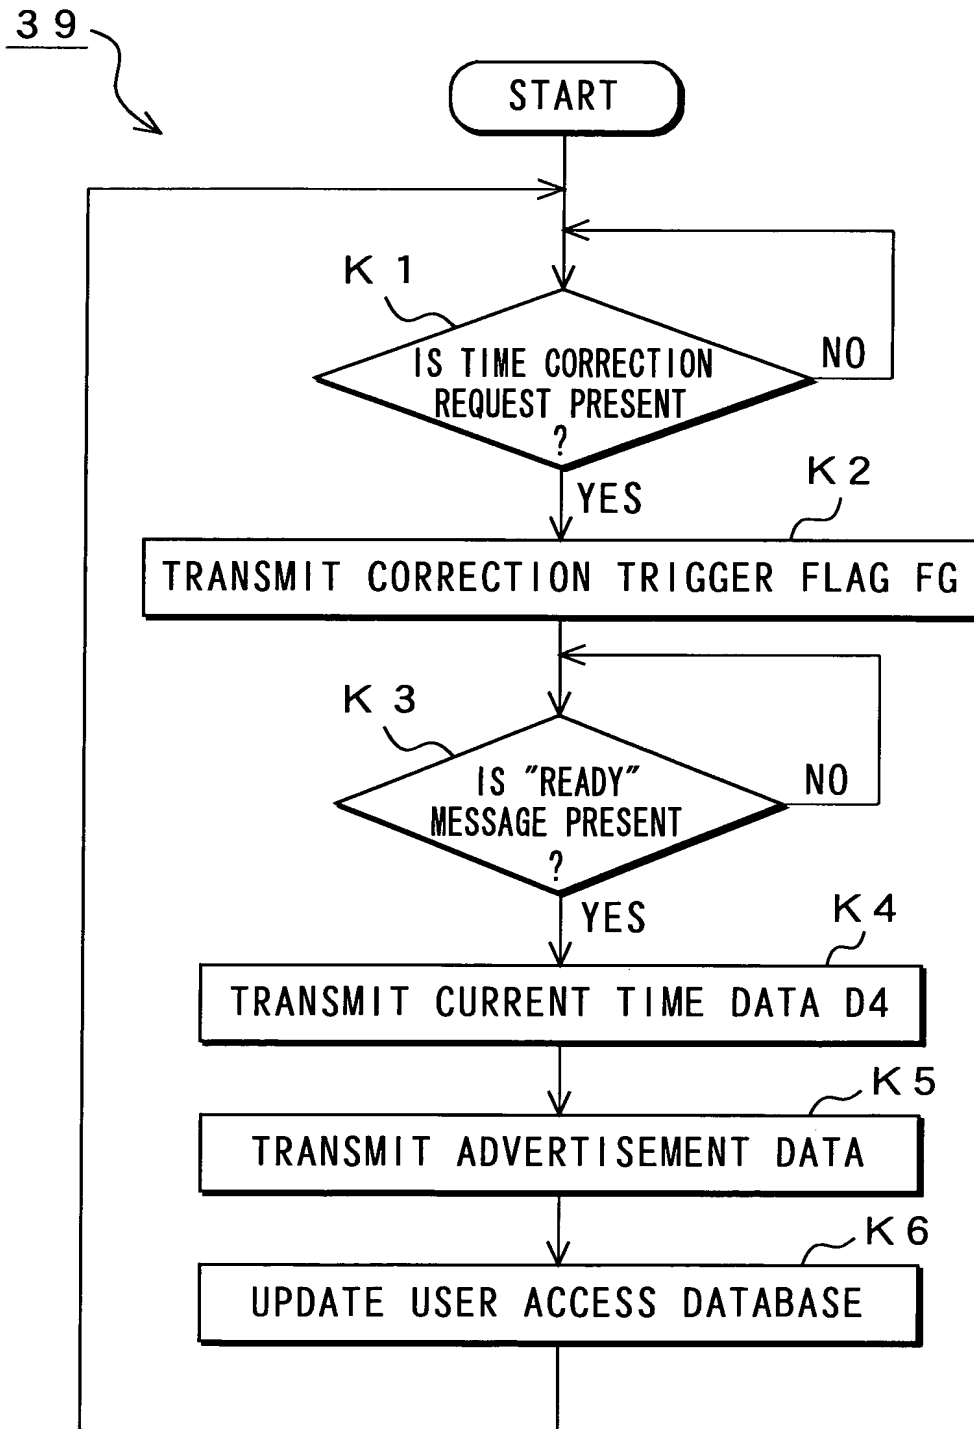 39
START
K1
IS TIME CORRECTION
REQUEST PRESENT
?
NO
YES
K2
TRANSMIT CORRECTION TRIGGER FLAG FG
K3
IS "READY"
MESSAGE PRESENT
?
NO
YES
K4
TRANSMIT CURRENT TIME DATA D4
K5
TRANSMIT ADVERTISEMENT DATA
K6
UPDATE USER ACCESS DATABASE